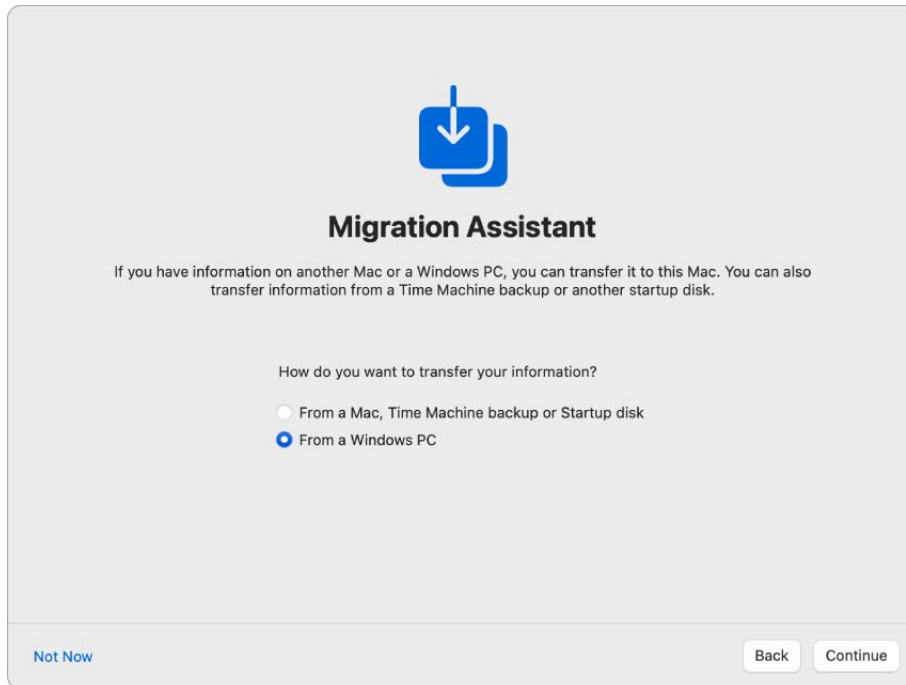 Migration Assistant
If you have information on another Mac or a Windows PC, you can transfer it to this Mac. You can also
transfer information from a Time Machine backup or another startup disk.
How do you want to transfer your information?
From a Mac, Time Machine backup or Startup disk
From a Windows PC
Not Now
Back
Continue